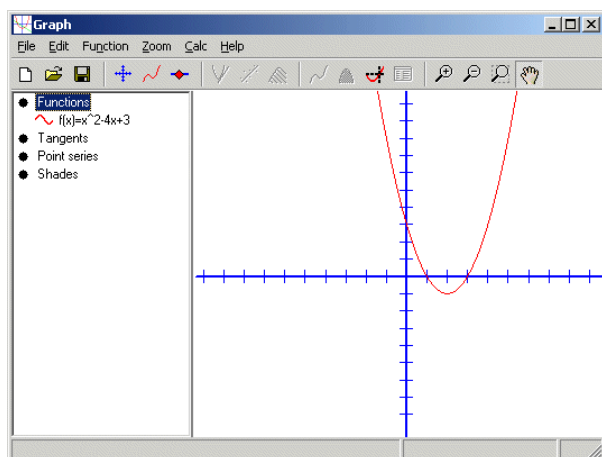 Graph
File Edit Function Zoom Calc Help
Functions
f(x)=x^2-4x+3
Tangents
Point series
Shades